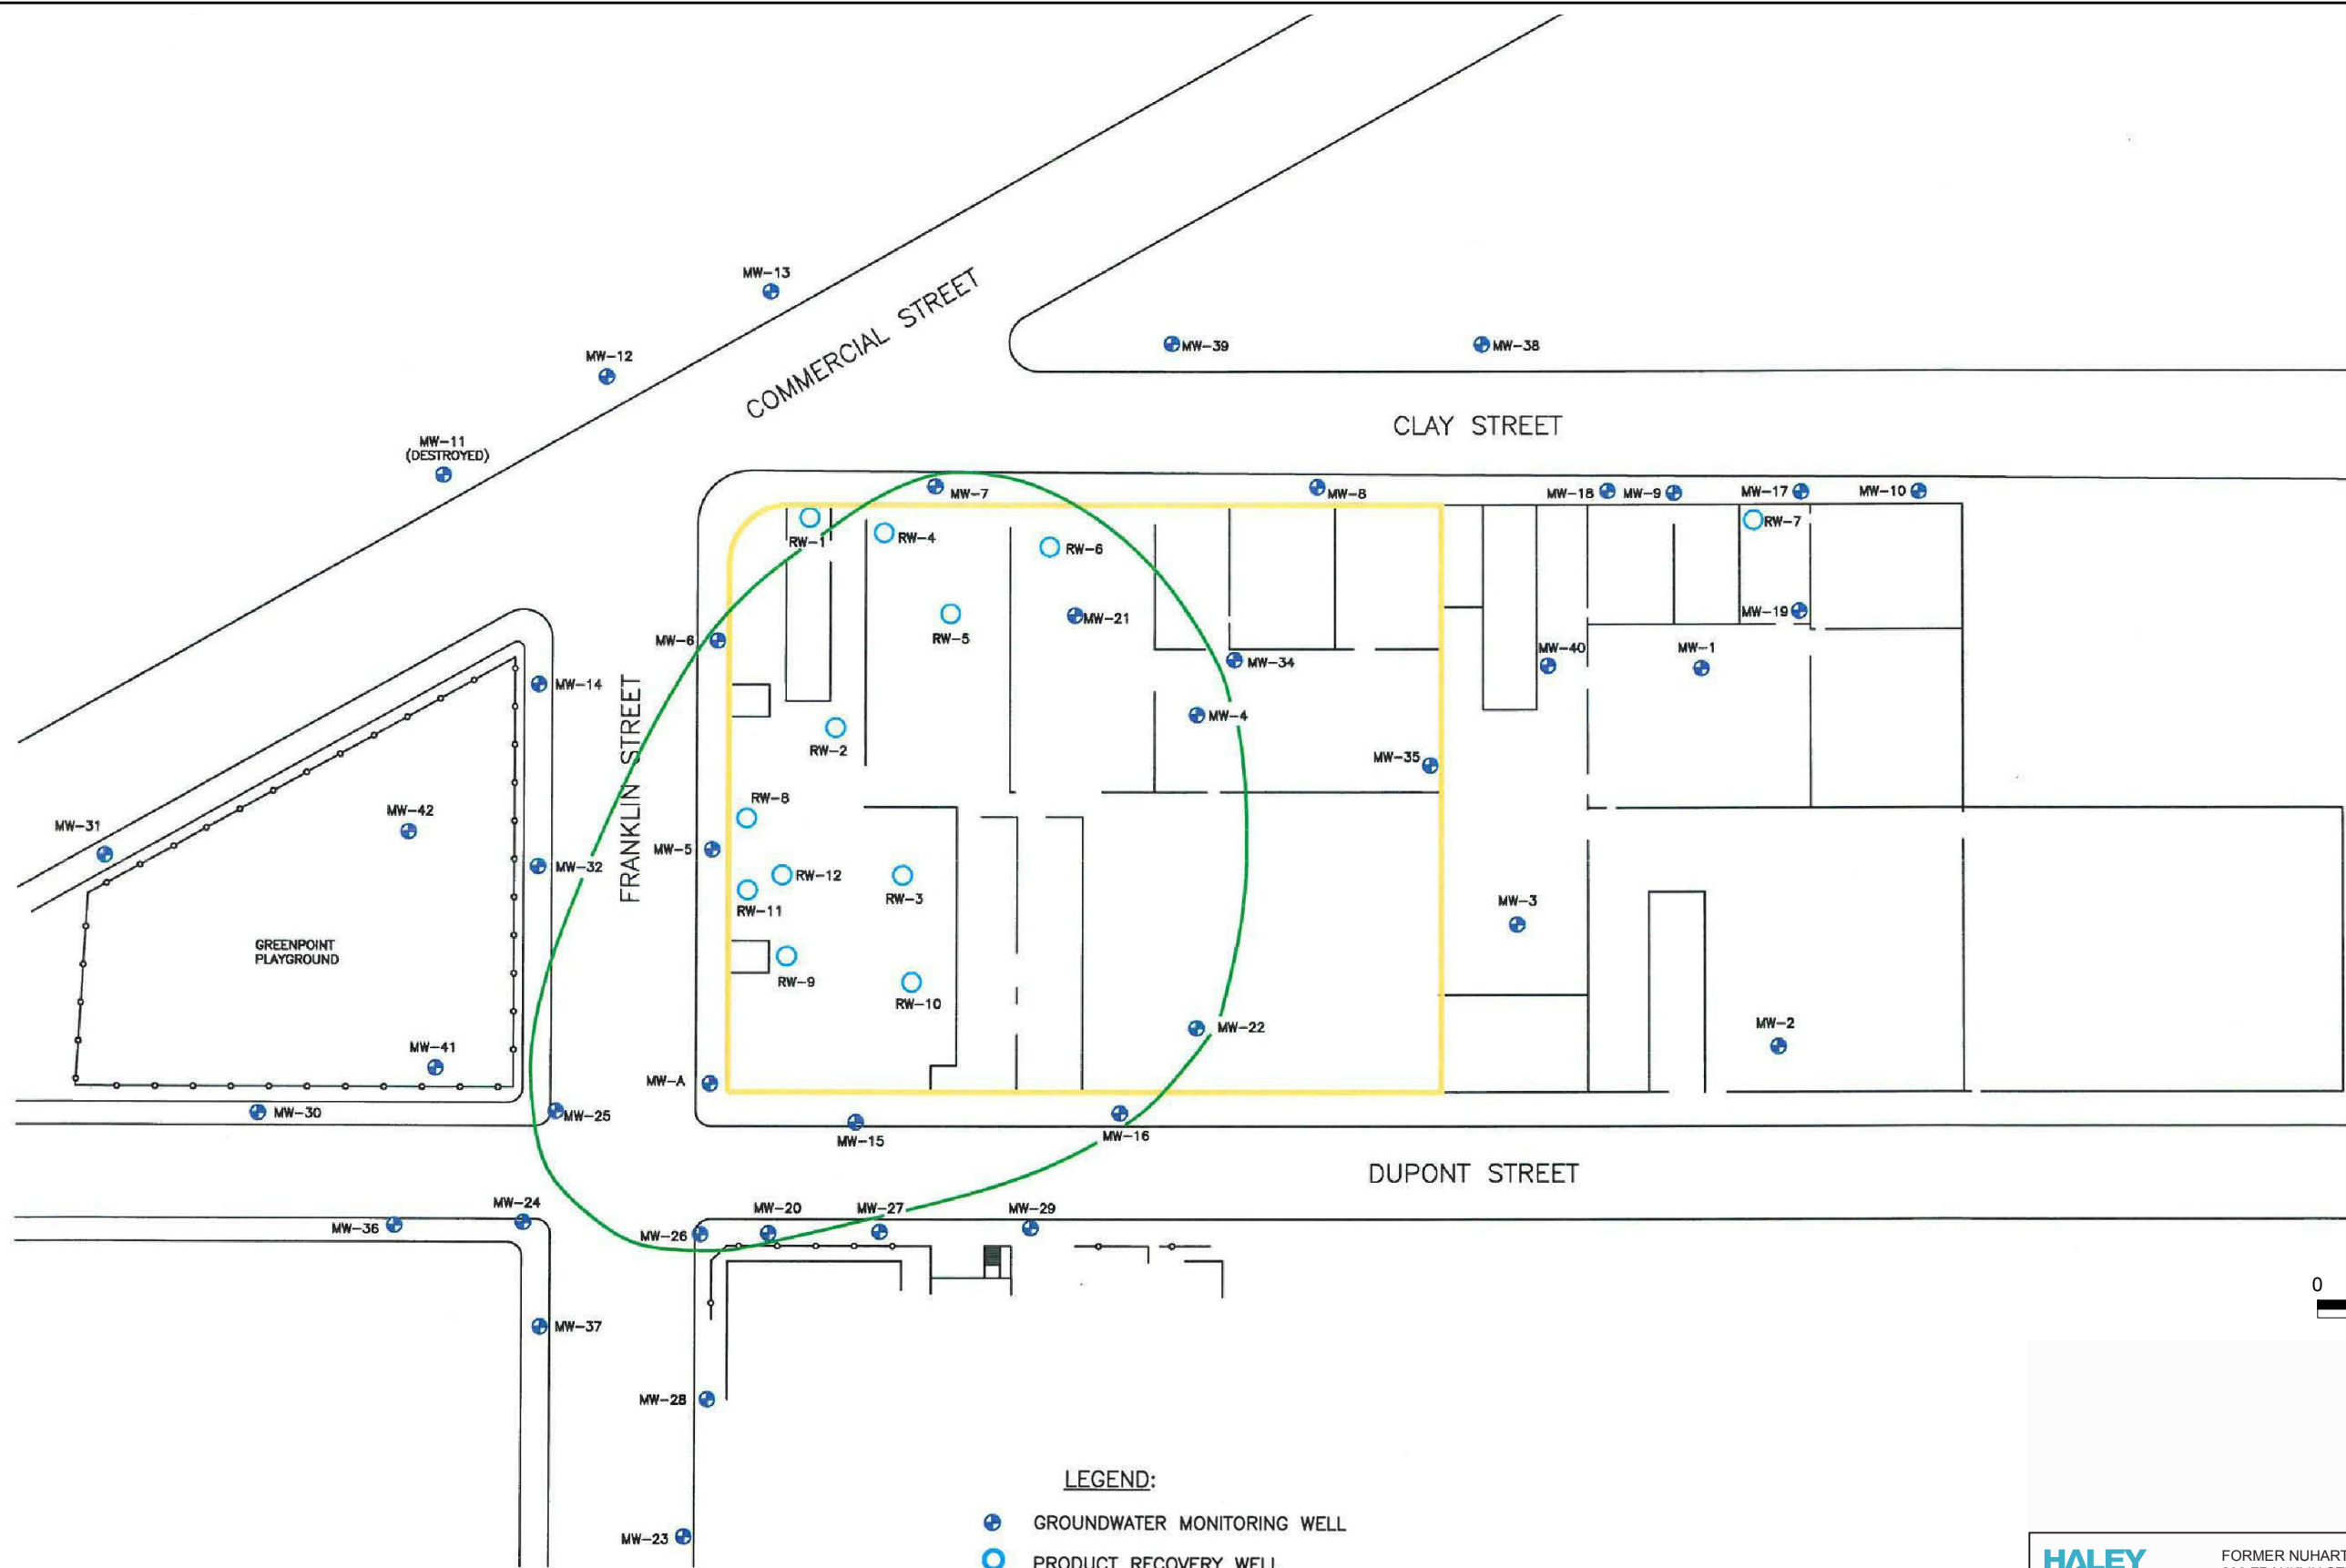 MW-13
COMMERCIAL STREET
MW-39
MW-38
MW-12
CLAY STREET
MW-11
(DESTROYED)
MW-7
MW-8
MW-18
MW-9
MW-17
MW-10
RW-1
RW-4
RW-6
RW-7
MW-19
MW-21
RW-5
MW-6
MW-40
MW-1
MW-34
MW-14
FRANKLIN STREET
MW-4
RW-2
MW-35
RW-8
MW-42
MW-31
MW-5
MW-32
RW-12
RW-3
RW-11
MW-3
GREENPOINT
PLAYGROUND
RW-9
RW-10
MW-22
MW-2
MW-41
MW-A
MW-30
MW-25
MW-15
MW-16
DUPONT STREET
MW-24
MW-36
MW-26
MW-20
MW-27
MW-29
0
MW-37
MW-28
LEGEND:
GROUNDWATER MONITORING WELL
MW-23
PRODUCT RECOVERY WELL
HALEY
FORMER NUHART